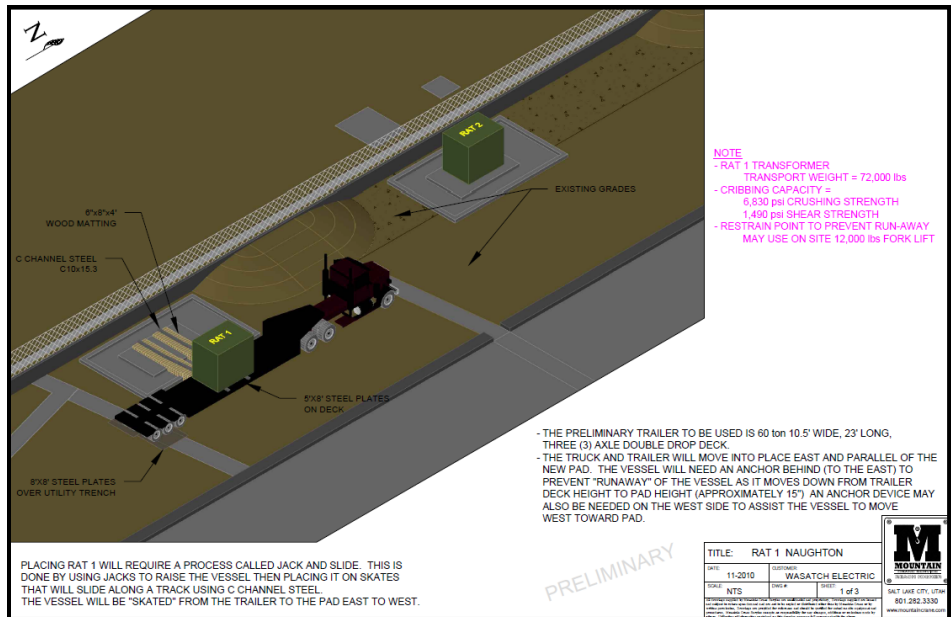 N
RAT 2
NOTE
- RAT 1 TRANSFORMER
TRANSPORT WEIGHT = 72,000 lbs
- CRIBBING CAPACITY =
6,830 psi CRUSHING STRENGTH
1,490 psi SHEAR STRENGTH
- RESTRAIN POINT TO PREVENT RUN-AWAY
MAY USE ON SITE 12,000 lbs FORK LIFT
EXISTING GRADES
6"x6"x4'
WOOD MATTING
C CHANNEL STEEL
C10x15.3
RAT 1
5'X8' STEEL PLATES
ON DECK
8'X8' STEEL PLATES
OVER UTILITY TRENCH
- THE PRELIMINARY TRAILER TO BE USED IS 60 ton 10.5' WIDE, 23' LONG,
THREE (3) AXLE DOUBLE DROP DECK.
- THE TRUCK AND TRAILER WILL MOVE INTO PLACE EAST AND PARALLEL OF THE
NEW PAD. THE VESSEL WILL NEED AN ANCHOR BEHIND (TO THE EAST) TO
PREVENT "RUNAWAY" OF THE VESSEL AS IT MOVES DOWN FROM TRAILER
DECK HEIGHT TO PAD HEIGHT (APPROXIMATELY 15") AN ANCHOR DEVICE MAY
ALSO BE NEEDED ON THE WEST SIDE TO ASSIST THE VESSEL TO MOVE
WEST TOWARD PAD.
PLACING RAT 1 WILL REQUIRE A PROCESS CALLED JACK AND SLIDE. THIS IS
DONE BY USING JACKS TO RAISE THE VESSEL THEN PLACING IT ON SKATES
THAT WILL SLIDE ALONG A TRACK USING C CHANNEL STEEL.
THE VESSEL WILL BE "SKATED" FROM THE TRAILER TO THE PAD EAST TO WEST.
PRELIMINARY
TITLE: RAT 1 NAUGHTON
DATE: 11-2010
CUSTOMER: WASATCH ELECTRIC
SCALE: NTS
DWG #:
SHEET: 1 of 3
M
MOUNTAIN
SALT LAKE CITY, UTAH
801.282.3330
www.mountaincrane.com